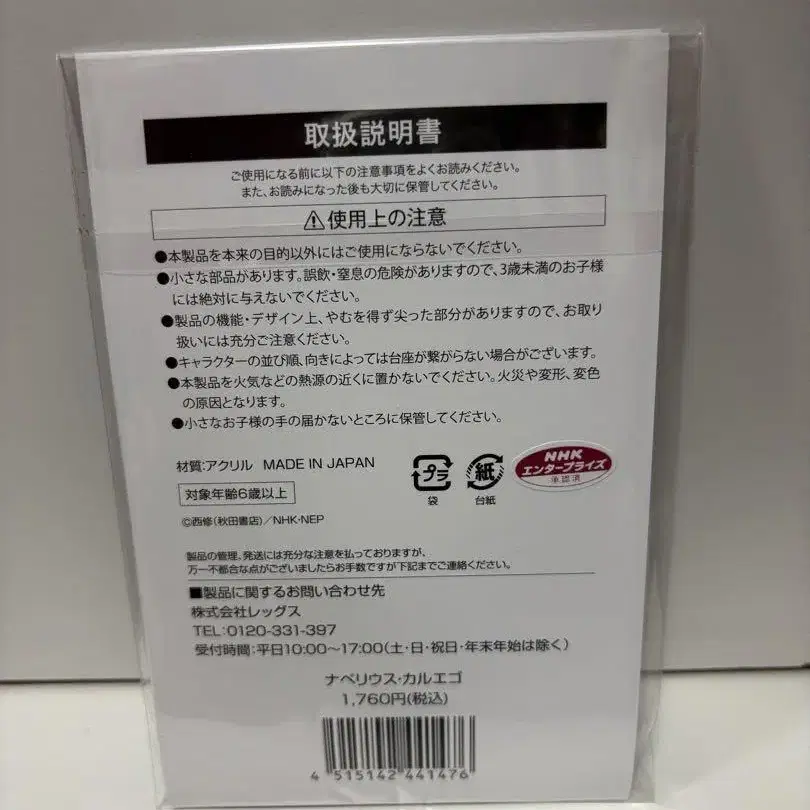 取扱説明書
ご使用になる前に以下の注意事項をよくお読みください。
また、お読みになった後も大切に保管してください。
使用上の注意
●本製品を本来の目的以外にはご使用にならないでください。
●小さな部品があります。誤飲・窒息の危険がありますので、3歳未満のお子様
には絶対に与えないでください。
●製品の機能・デザイン上、やむを得ず尖った部分がありますので、お取り
扱いには充分ご注意ください。
●キャラクターの並び順、向きによっては台座が繋がらない場合がございます。
●本製品を火気などの熱源の近くに置かないでください。火災や変形、変色
の原因となります。
●小さなお子様の手の届かないところに保管してください。
材質:アクリル MADE IN JAPAN
プラ
袋
紙
台紙
NHK
エンタープライズ
承認済
対象年齢6歳以上
©西修(秋田書店)/NHK・NEP
製品の管理、発送には充分な注意を払っておりますが、
万一不都合な点がございましたらお手数ですが下記までご連絡ください。
■製品に関するお問い合わせ先
株式会社レッグス
TEL:0120-331-397
受付時間:平日10:00〜17:00(土・日・祝日・年末年始は除く)
ナベリウス・カルエゴ
1,760円(税込)
4 515142 441476